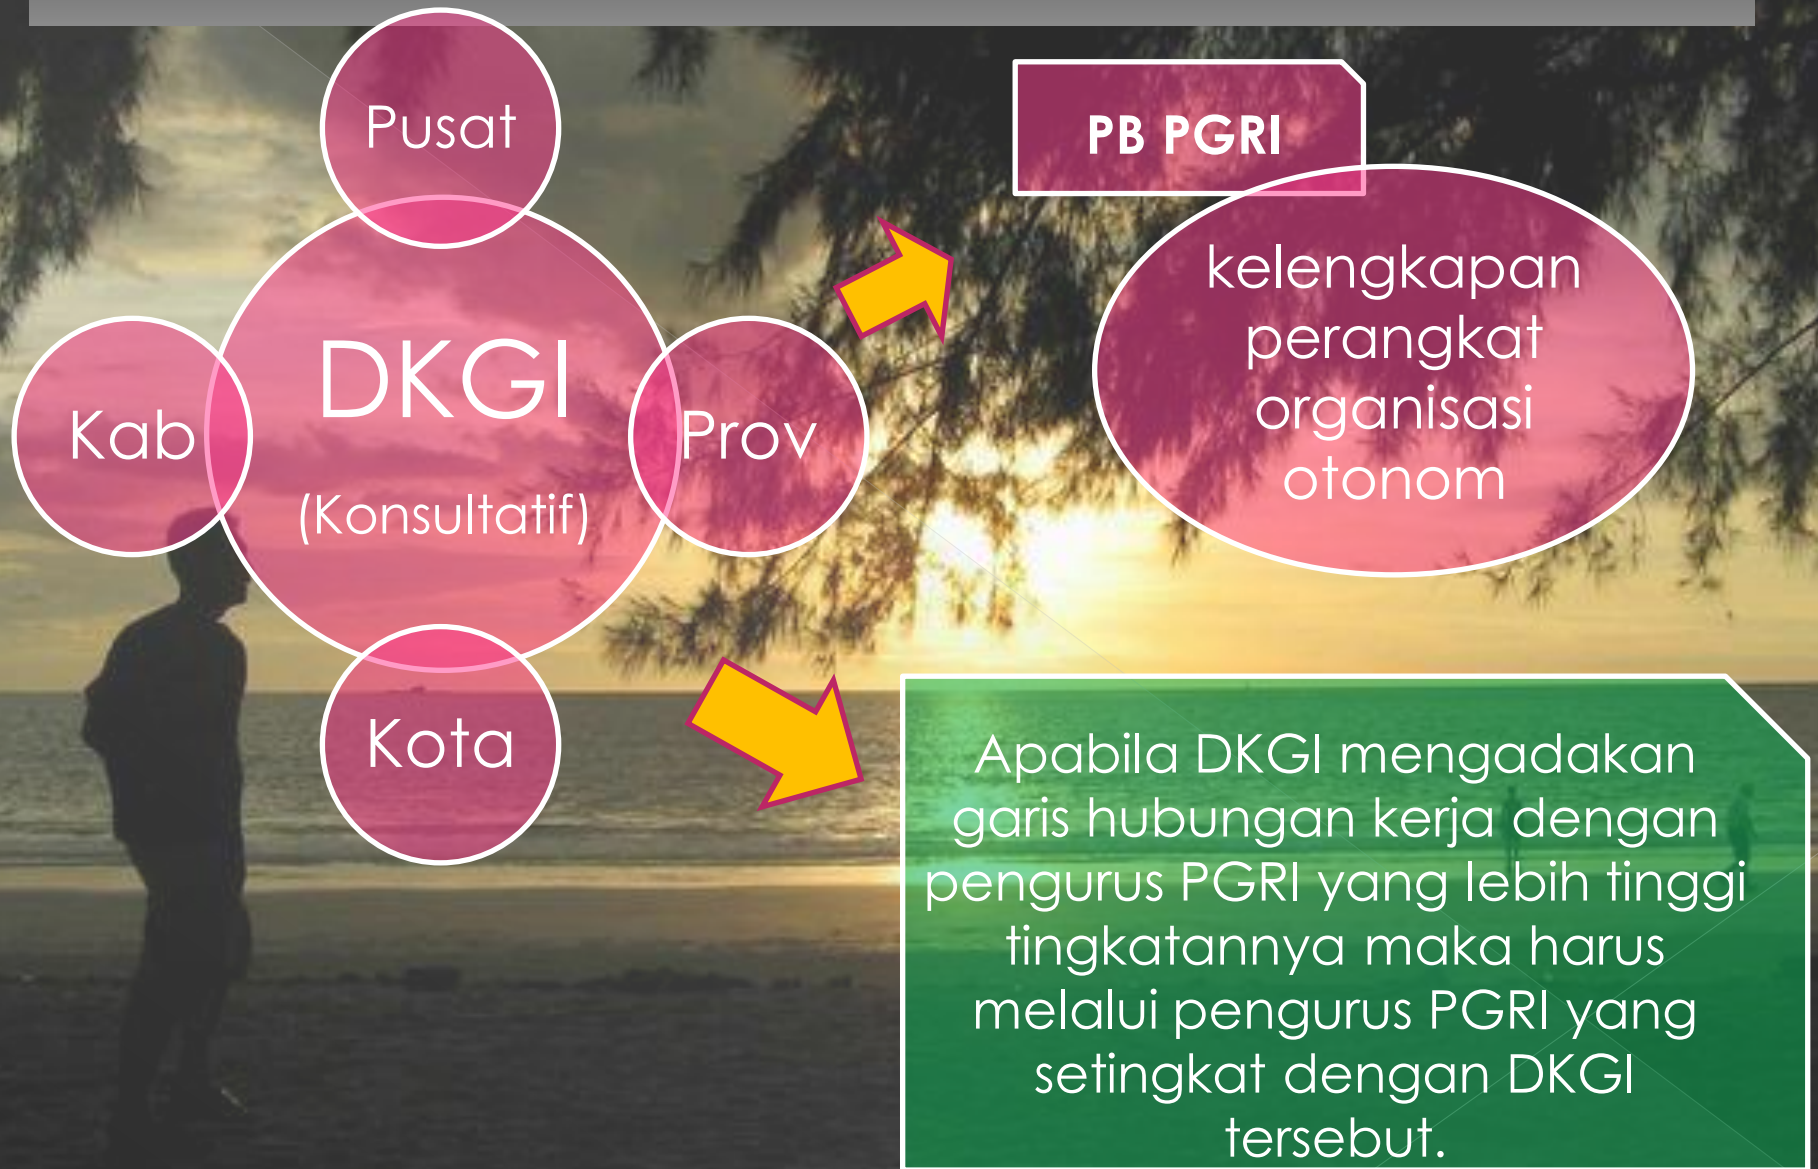 Pusat
DKGI
(Konsultatif)
Kab
Prov
Kota
PB PGRI
kelengkapan
perangkat
organisasi
otonom
Apabila DKGI mengadakan
garis hubungan kerja dengan
pengurus PGRI yang lebih tinggi
tingkatannya maka harus
melalui pengurus PGRI yang
setingkat dengan DKGI
tersebut.